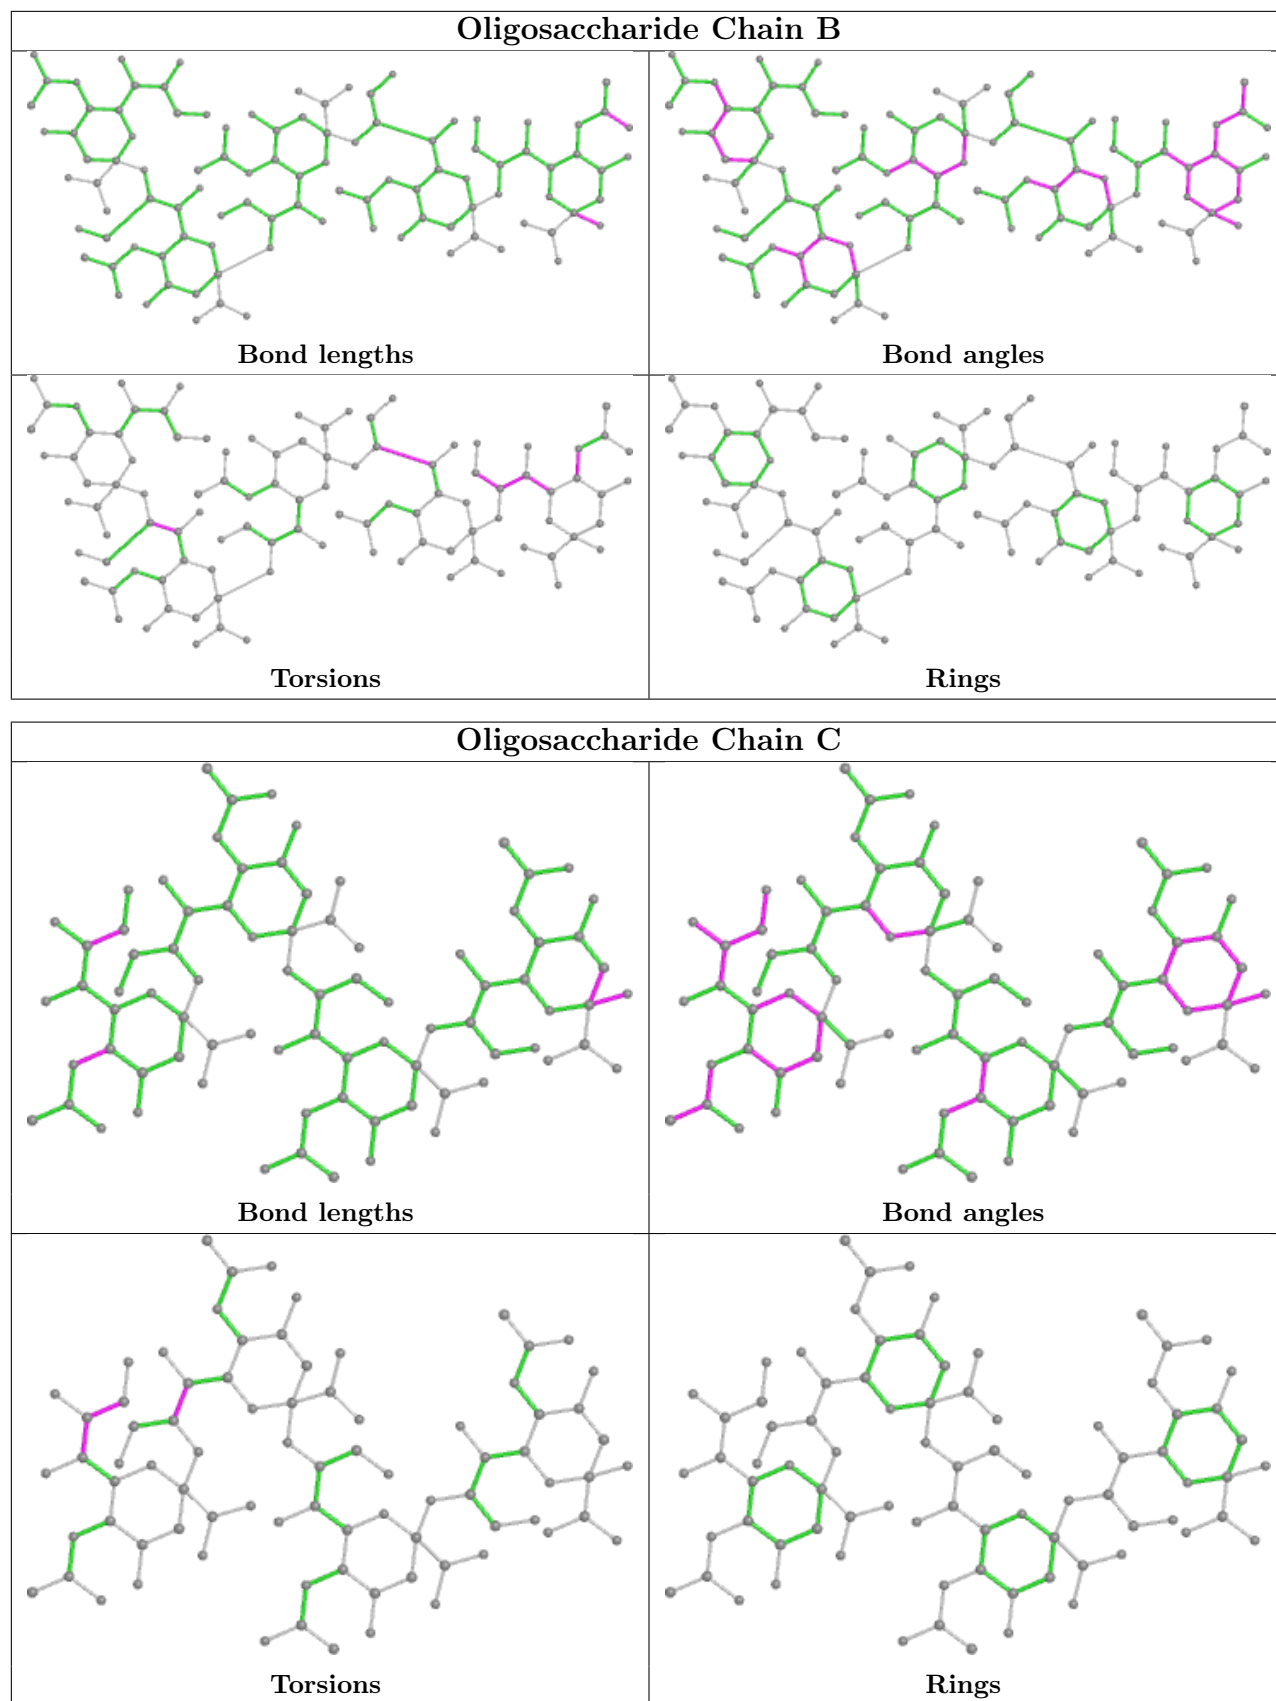 Oligosaccharide Chain B
Bond lengths
Bond angles
Torsions
Rings
Oligosaccharide Chain C
Bond lengths
Bond angles
Torsions
Rings